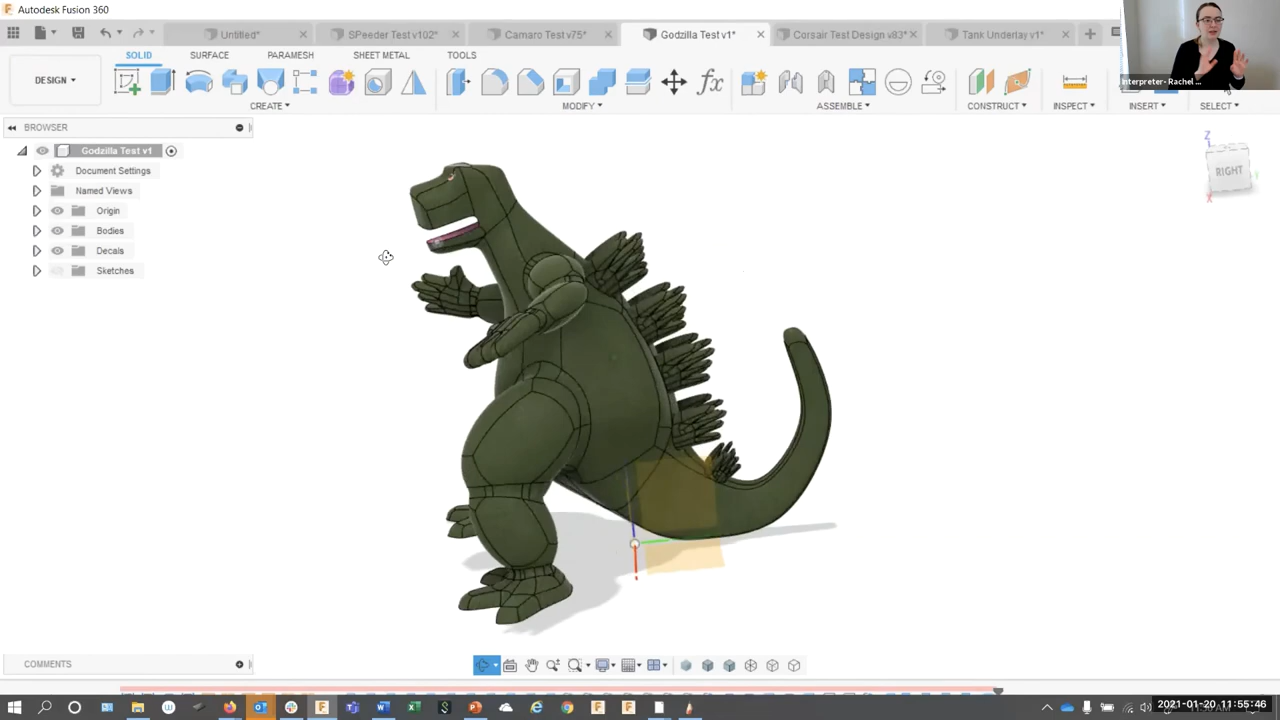 Autodesk Fusion 360
Untitled*
SPeeder Test v102*
Camaro Test v75*
Godzilla Test v1*
Corsair Test Design v83*
Tank Underlay v1*
SOLID
SURFACE
PARAMESH
SHEET METAL
TOOLS
DESIGN
CREATE
MODIFY
fx
ASSEMBLE
CONSTRUCT
INSPECT
INSERT
SELECT
Interpreter- Rachel ...
BROWSER
Godzilla Test v1
Document Settings
Named Views
Origin
Bodies
Decals
Sketches
Z
RIGHT
X
COMMENTS
2021-01-20 11:55:46